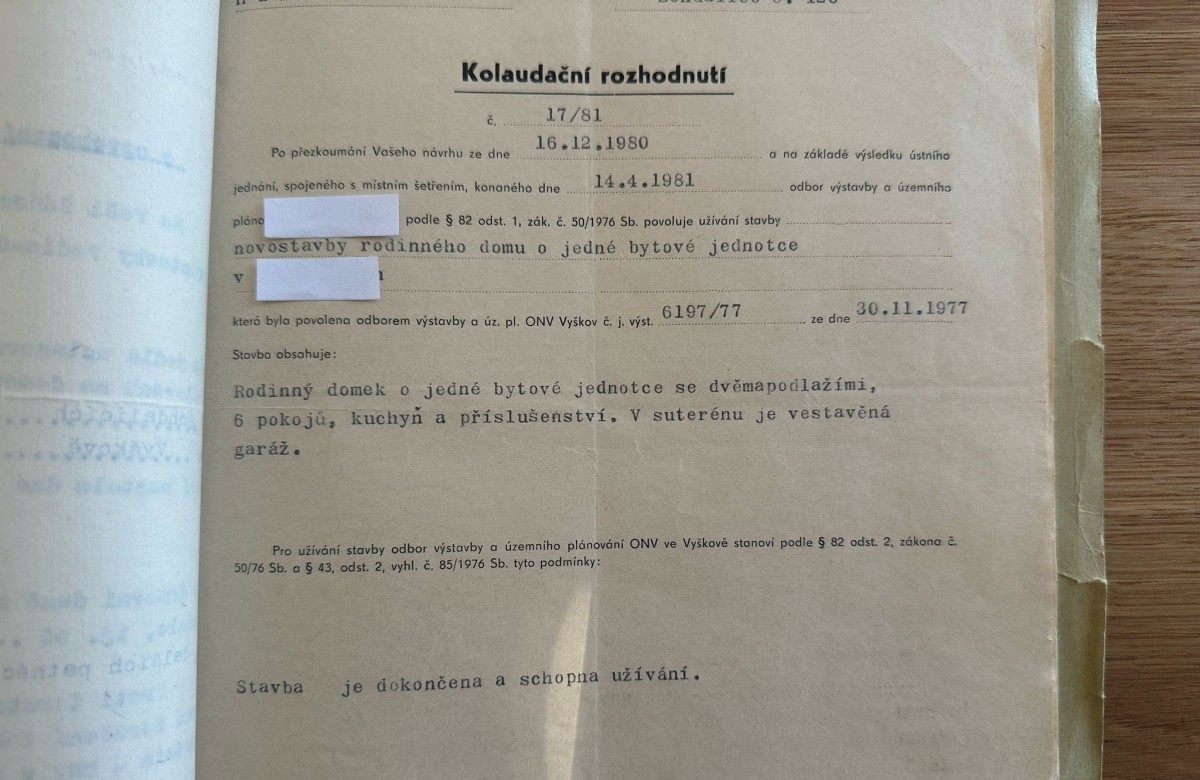 Kolaudační rozhodnutí
č. 17/81
Po přezkoumání Vašeho návrhu ze dne 16.12.1980 a na základě výsledku ústního
jednání, spojeného s místním šetřením, konaného dne 14.4.1981 odbor výstavby a územního
pláno podle § 82 odst. 1, zák. č. 50/1976 Sb. povoluje užívání stavby
novostavby rodinného domu o jedné bytové jednotce
v
která byla povolena odborem výstavby a úz. pl. ONV Vyškov č. j. výst. 6197/77 ze dne 30.11.1977
Stavba obsahuje:
Rodinný domek o jedné bytové jednotce se dvěmapodlažími,
6 pokojů, kuchyň a příslušenství. V suterénu je vestavěná
garáž.
Pro užívání stavby odbor výstavby a územního plánování ONV ve Vyškově stanoví podle § 82 odst. 2, zákona č.
50/76 Sb. a § 43, odst. 2, vyhl. č. 85/1976 Sb. tyto podmínky:
Stavba je dokončena a schopna užívání.